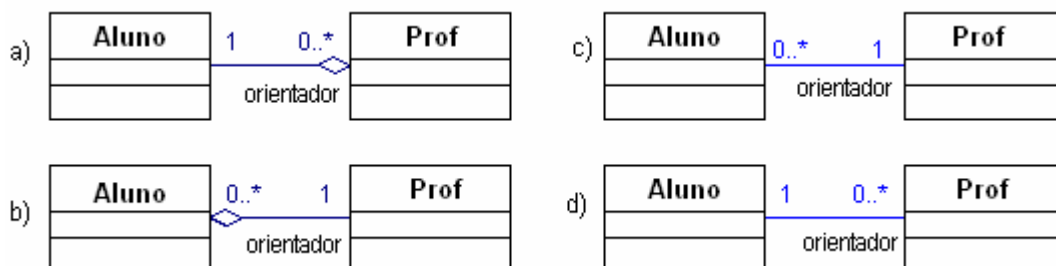 a) Aluno 1 0..* Prof
orientador
c) Aluno 0..* 1 Prof
orientador
b) Aluno 0..* 1 Prof
orientador
d) Aluno 1 0..* Prof
orientador